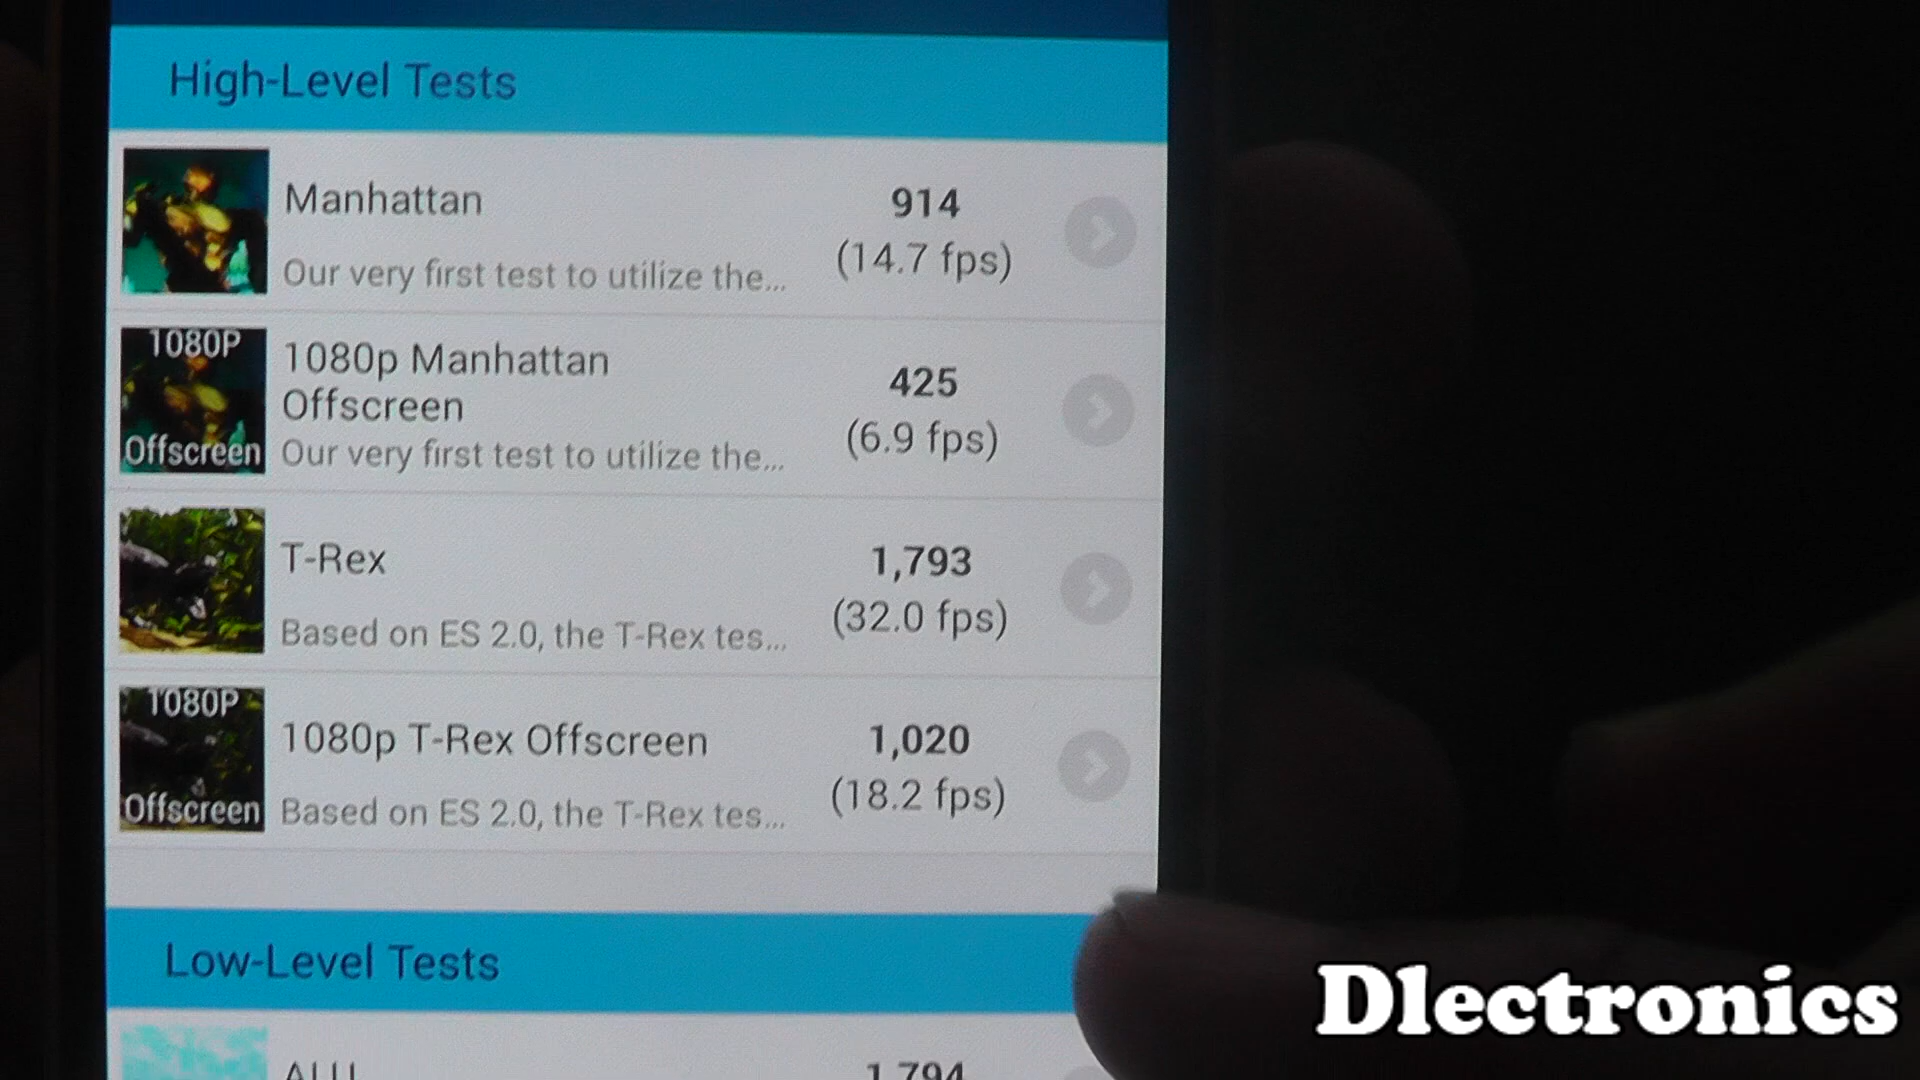 High-Level Tests
Manhattan
914
Our very first test to utilize the...
(14.7 fps)
1080P
Offscreen
1080p Manhattan
Offscreen
425
Our very first test to utilize the...
(6.9 fps)
T-Rex
1,793
Based on ES 2.0, the T-Rex tes...
(32.0 fps)
1080P
Offscreen
1080p T-Rex Offscreen
1,020
Based on ES 2.0, the T-Rex tes...
(18.2 fps)
Low-Level Tests
ALU
1,794
Dlectronics